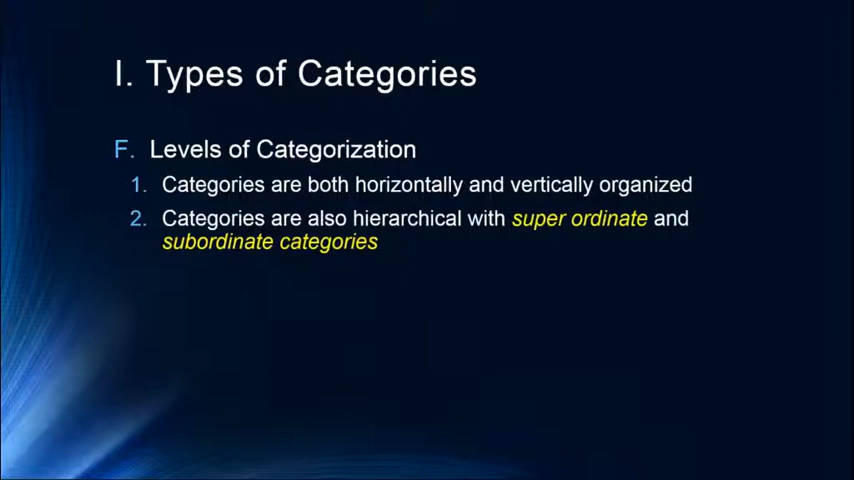 I. Types of Categories
F. Levels of Categorization
1. Categories are both horizontally and vertically organized
2. Categories are also hierarchical with super ordinate and
subordinate categories